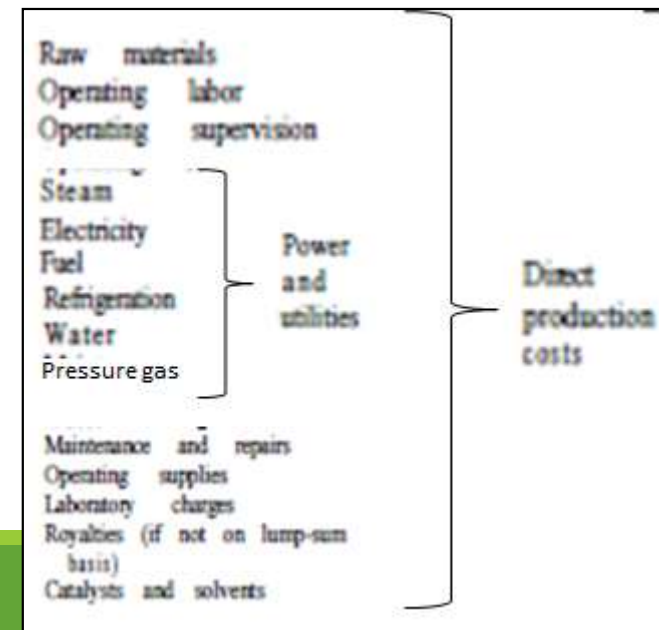 Raw materials
Operating labor
Operating supervision
Steam
Electricity
Fuel
Refrigeration
Water
Pressure gas
Power
and
utilities
Maintenance and repairs
Operating supplies
Laboratory charges
Royalties (if not on lump-sum
basis)
Catalysts and solvents
Direct
production
costs